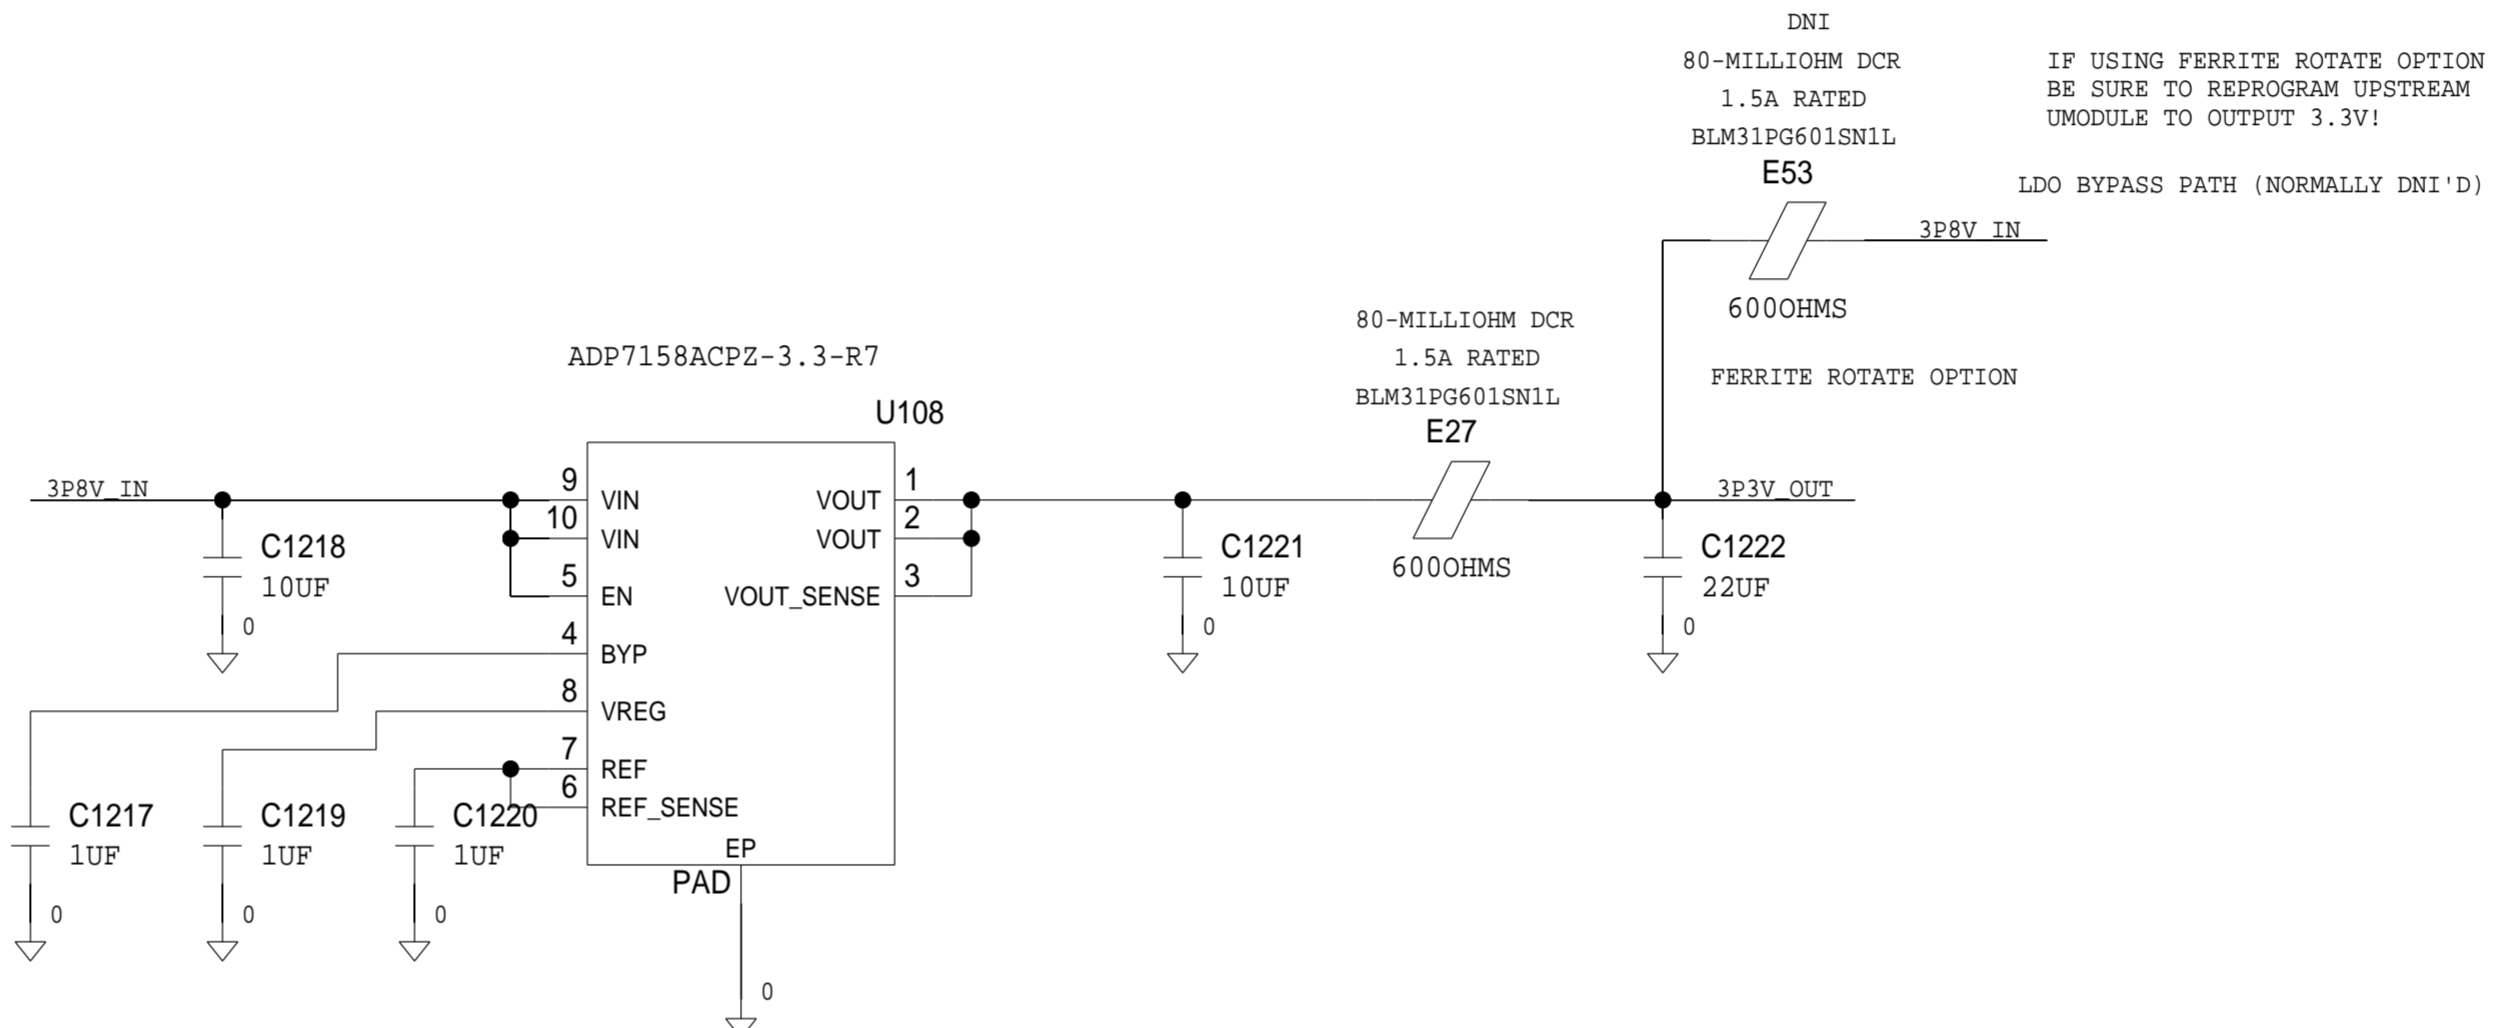 DNI
80-MILLIOHM DCR
1.5A RATED
BLM31PG601SN1L
E53
IF USING FERRITE ROTATE OPTION
BE SURE TO REPROGRAM UPSTREAM
UMODULE TO OUTPUT 3.3V!
LDO BYPASS PATH (NORMALLY DNI'D)
3P8V_IN
600OHMS
FERRITE ROTATE OPTION
80-MILLIOHM DCR
1.5A RATED
BLM31PG601SN1L
E27
600OHMS
ADP7158ACPZ-3.3-R7
U108
3P8V_IN
9
VIN
10
VIN
5
EN
4
BYP
8
VREG
7
REF
6
REF_SENSE
VOUT
1
VOUT
2
VOUT_SENSE
3
EP
PAD
0
C1218
10UF
0
C1221
10UF
0
3P3V_OUT
C1222
22UF
0
C1217
1UF
0
C1219
1UF
0
C1220
1UF
0